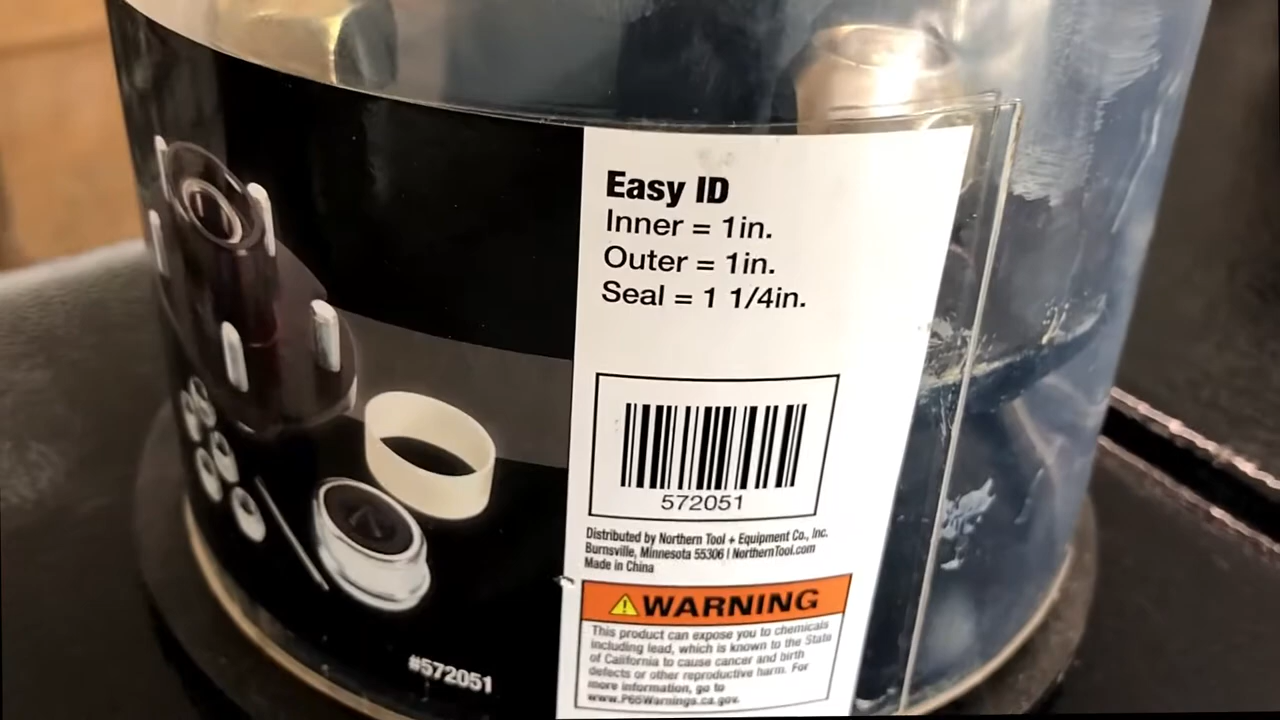 Easy ID
Inner = 1in.
Outer = 1in.
Seal = 1 1/4in.
572051
Distributed by Northern Tool + Equipment Co., Inc.
Burnsville, Minnesota 55306 | NorthernTool.com
Made in China
WARNING
This product can expose you to chemicals
including lead, which is known to the State
of California to cause cancer and birth
defects or other reproductive harm. For
more information, go to
www.P65Warnings.ca.gov.
#572051